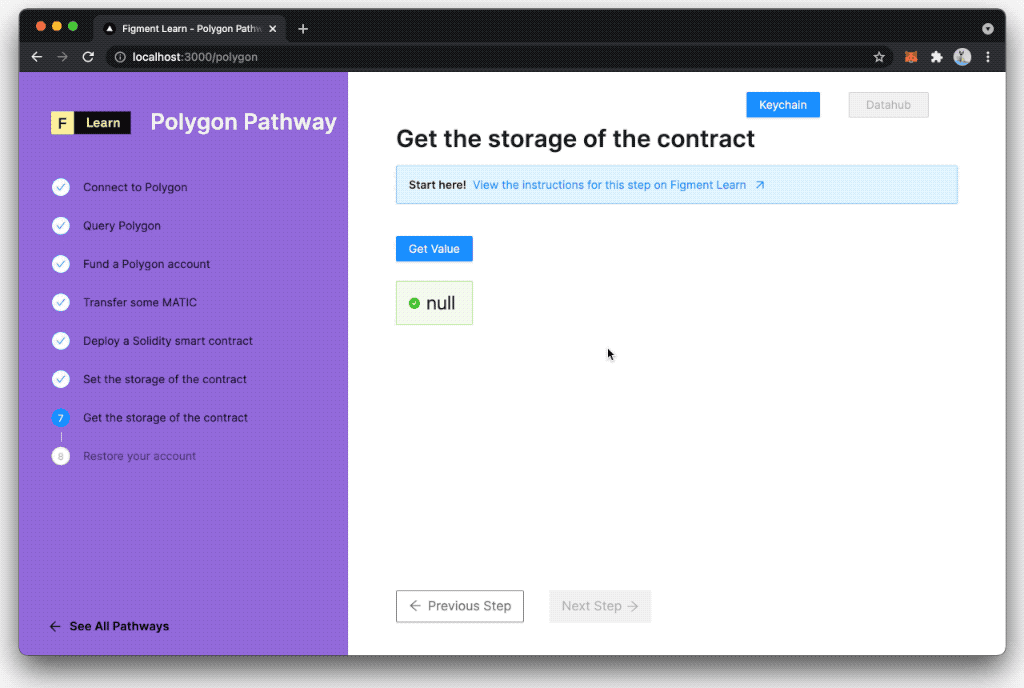 Figment Learn - Polygon Pathw
localhost:3000/polygon
F Learn Polygon Pathway
Connect to Polygon
Query Polygon
Fund a Polygon account
Transfer some MATIC
Deploy a Solidity smart contract
Set the storage of the contract
7 Get the storage of the contract
8 Restore your account
← See All Pathways
Keychain Datahub
Get the storage of the contract
Start here! View the instructions for this step on Figment Learn
Get Value
null
← Previous Step Next Step →